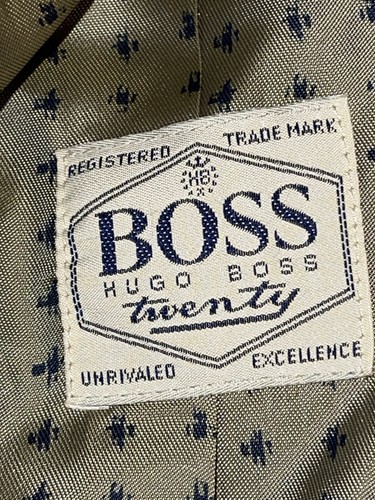 REGISTERED TRADE MARK
HB
BOSS
HUGO BOSS
twenty
UNRIVALED EXCELLENCE